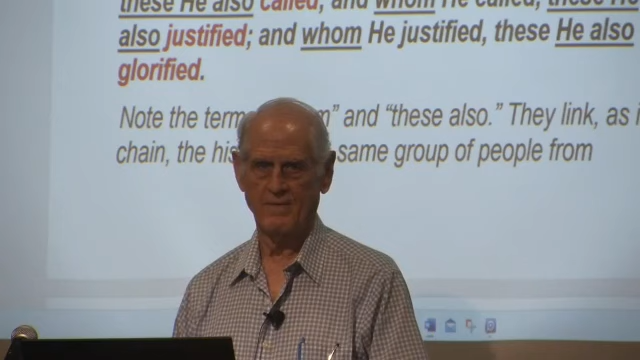 these He also called; and whom He called, these He
also justified; and whom He justified, these He also
glorified.
Note the term and "these also." They link, as i
chain, the his same group of people from